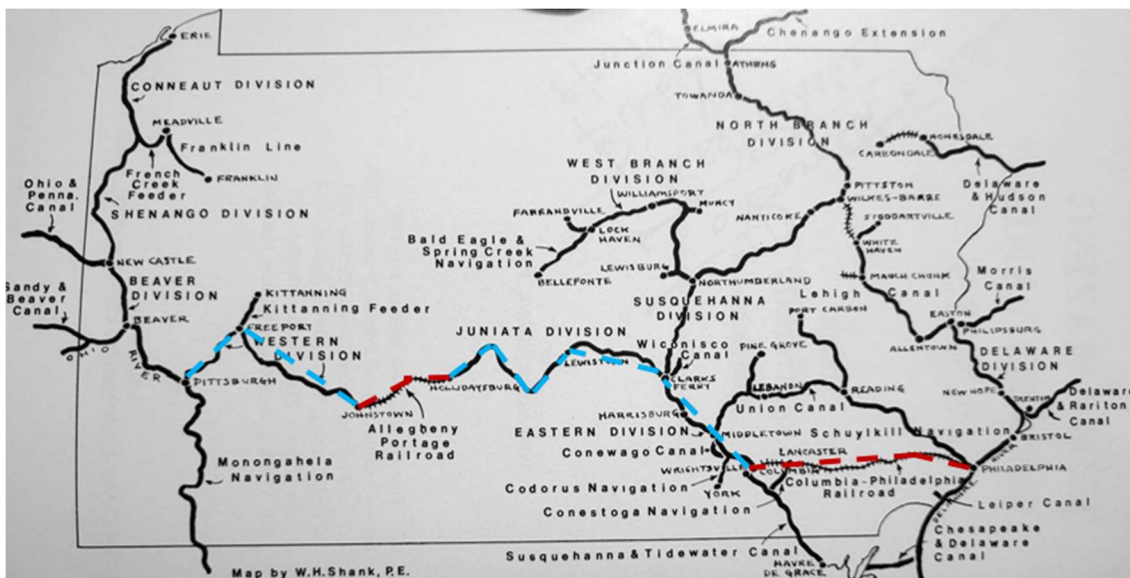 ERIE
CONNEAUT DIVISION
MEADVILLE
Franklin Line
French
Creek
Feeder
FRANKLIN
Ohio &
Penna.
Canal
SHENANGO DIVISION
NEW CASTLE
Sandy &
Beaver
Canal
BEAVER
DIVISION
BEAVER
OHIO
RIVER
KITTANNING
Kittanning Feeder
FREEPORT
WESTERN
DIVISION
PITTSBURGH
JOHNSTOWN
Allegheny
Portage
Railroad
HOLLIDAYSBURG
Monongahela
Navigation
JUNIATA DIVISION
LEWISTOWN
ELMIRA
Chenango Extension
Junction Canal
ATHENS
TOWANDA
NORTH BRANCH
DIVISION
HONESDALE
CARBONDALE
Delaware
& Hudson
Canal
WEST BRANCH
DIVISION
WILLIAMSPORT
MUNCY
FARRANDVILLE
LOCK
HAVEN
Bald Eagle &
Spring Creek
Navigation
BELLEFONTE
LEWISBURG
NORTHUMBERLAND
NANTICOKE
PITTSTON
WILKES-BARRE
STODDARTVILLE
WHITE
HAVEN
MAUCH CHUNK
Lehigh
Canal
Morris
Canal
SUSQUEHANNA
DIVISION
Wiconisco
Canal
CLARKS
FERRY
PORT CARBON
PINE GROVE
EASTON
PHILIPSBURG
ALLENTOWN
DELAWARE
DIVISION
LEBANON
Union Canal
READING
NEW HOPE
TRENTON
Delaware
& Rariton
Canal
HARRISBURG
EASTERN DIVISION
MIDDLETOWN
Schuylkill Navigation
BRISTOL
RIVER
Conewago Canal
WRIGHTSVILLE
COLUMBIA
LANCASTER
PHILADELPHIA
Columbia-Philadelphia
Railroad
Codorus Navigation
YORK
Conestoga Navigation
DELAWARE
Leiper Canal
Chesapeake
& Delaware
Canal
Susquehanna & Tidewater Canal
HAVRE
DE GRACE
Map by W.H. Shank, P.E.